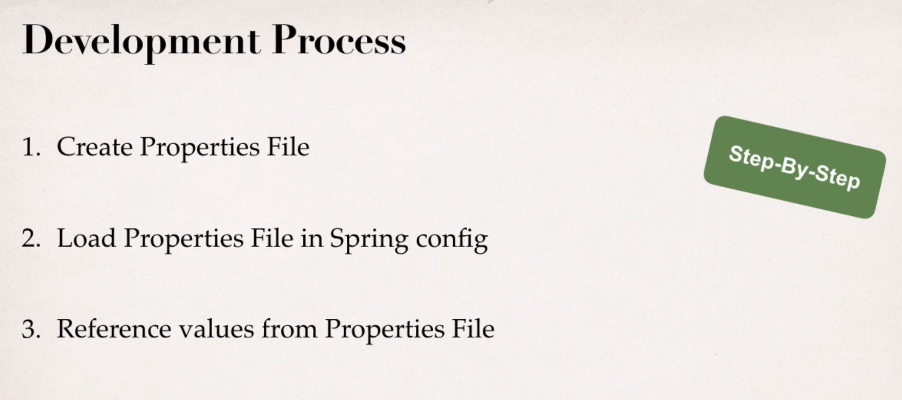 Development Process
1. Create Properties File
Step-By-Step
2. Load Properties File in Spring config
3. Reference values from Properties File